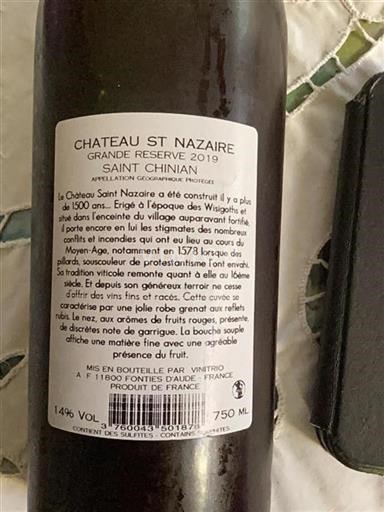 CHATEAU ST NAZAIRE
GRANDE RESERVE 2019
SAINT CHINIAN
APPELLATION GÉOGRAPHIQUE PROTÉGÉE
Le Château Saint Nazaire a été construit il y a plus
de 1500 ans... Erigé à l'époque des Wisigoths et
situé dans l'enceinte du village auparavant fortifié,
il porte encore en lui les stigmates des nombreux
conflits et incendies qui ont eu lieu au cours du
Moyen-Age, notamment en 1578 lorsque des
pillards, souscouleur de protestantisme l'ont envahi.
Sa tradition viticole remonte quant à elle au 16ème
siècle. Et depuis son généreux terroir ne cesse
d'offrir des vins fins et racés. Cette cuvée se
caractérise par une jolie robe grenat aux reflets
rubis. Le nez, aux arômes de fruits rouges, présente,
de discrètes note de garrigue. La bouche souple
affiche une matière fine avec une agréable
présence du fruit.
MIS EN BOUTEILLE PAR VINITRIO
A F 11800 FONTIES D'AUDE - FRANCE
PRODUIT DE FRANCE
14% VOL 750 ML
3 760043 501878
CONTIENT DES SULFITES - CONTAINS SULPHITES